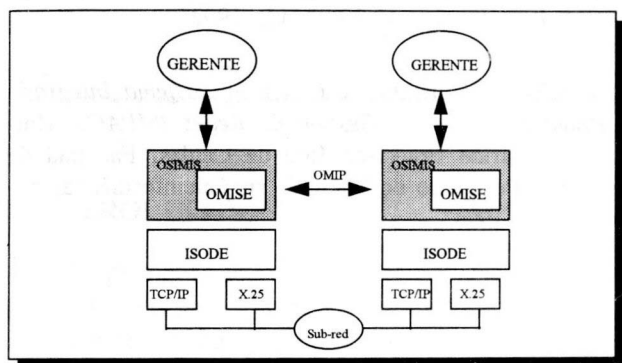 GERENTE GERENTE
OSIMIS OSIMIS
OMIP
OMISE OMISE
ISODE ISODE
TCP/IP X.25 TCP/IP X.25
Sub-red